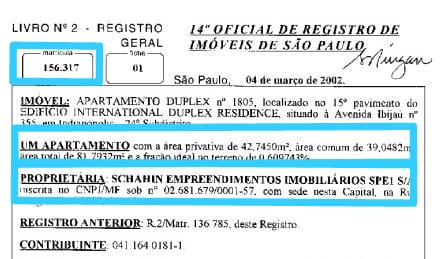 LIVRO Nº 2 - REGISTRO GERAL
14º OFICIAL DE REGISTRO DE IMÓVEIS DE SÃO PAULO
matrícula
156.317
ficha
01
São Paulo, 04 de março de 2002.
IMÓVEL: APARTAMENTO DUPLEX nº 1805, localizado no 15º pavimento do
EDIFÍCIO INTERNATIONAL DUPLEX RESIDENCE, situado à Avenida Ibijaú nº
355, em Indianópolis - 24º Subdistrito
UM APARTAMENTO com a área privativa de 42,7450m², área comum de 39,0482m²
área total de 81,7932m² e a fração ideal no terreno de 0,609743%
PROPRIETÁRIA: SCHAHIN EMPREENDIMENTOS IMOBILIÁRIOS SPE1 S/A
inscrita no CNPJ/MF sob nº 02.681.679/0001-57, com sede nesta Capital, na Rua
REGISTRO ANTERIOR: R.2/Matr. 136.785, deste Registro.
CONTRIBUINTE: 041.164.0181-1.